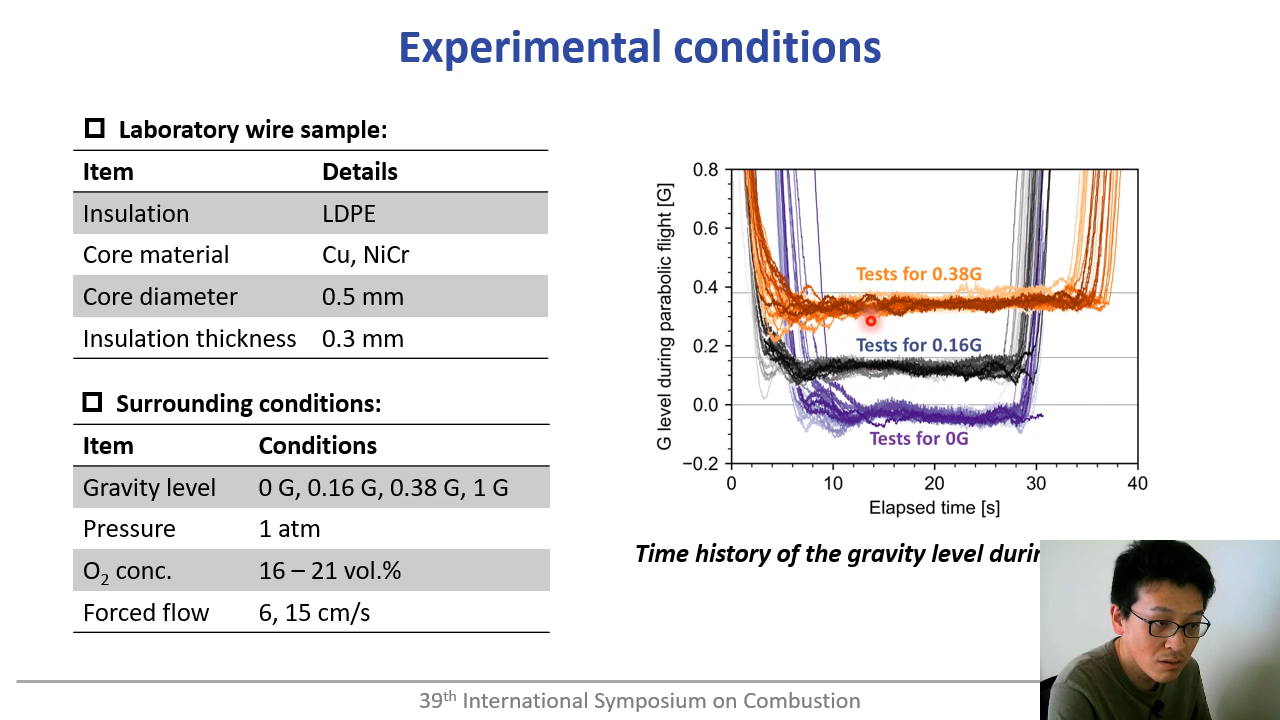 Experimental conditions
Laboratory wire sample:
Item Details
Insulation LDPE
Core material Cu, NiCr
Core diameter 0.5 mm
Insulation thickness 0.3 mm
Surrounding conditions:
Item Conditions
Gravity level 0 G, 0.16 G, 0.38 G, 1 G
Pressure 1 atm
O2 conc. 16 – 21 vol.%
Forced flow 6, 15 cm/s
G level during parabolic flight [G]
0.8
0.6
0.4
0.2
0.0
−0.2
Tests for 0.38G
Tests for 0.16G
Tests for 0G
0 10 20 30 40
Elapsed time [s]
Time history of the gravity level
39th International Symposium on Combustion